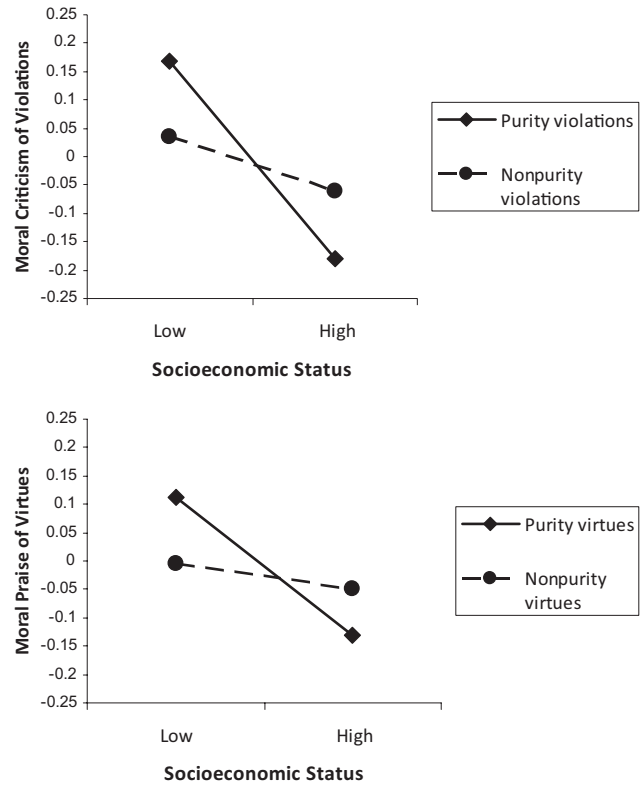 0.25
0.2
0.15
0.1
0.05
0
-0.05
-0.1
-0.15
-0.2
-0.25
Moral Criticism of Violations
Low High
Socioeconomic Status
Purity violations
Nonpurity
violations
0.25
0.2
0.15
0.1
0.05
0
-0.05
-0.1
-0.15
-0.2
-0.25
Moral Praise of Virtues
Low High
Socioeconomic Status
Purity virtues
Nonpurity
virtues